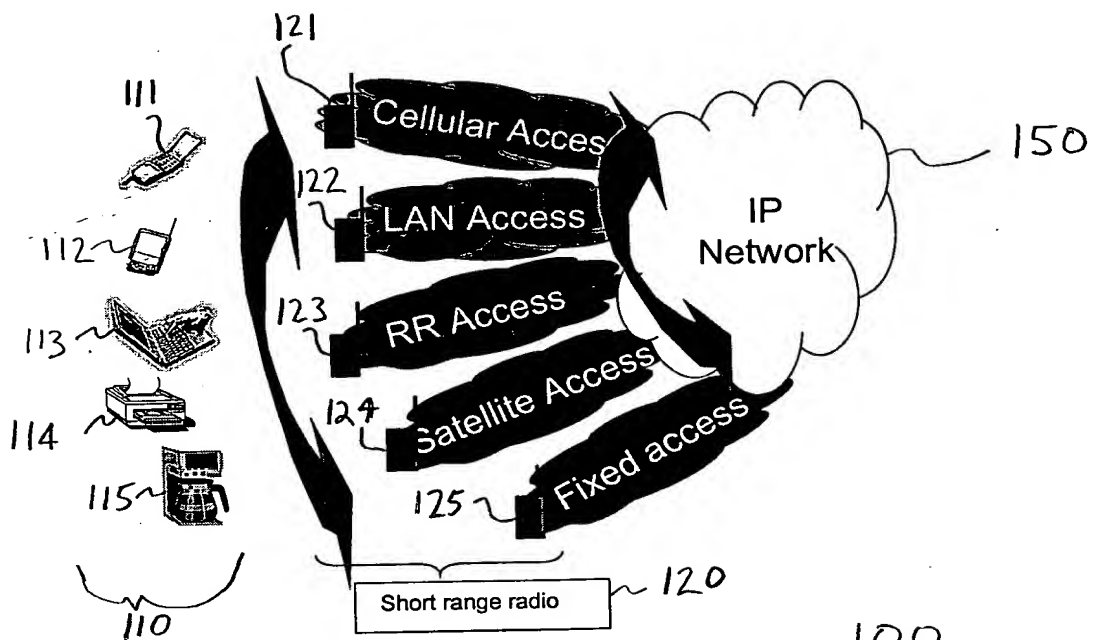 121
111
Cellular Acces
150
122
LAN Access
IP
Network
112
123
RR Access
113
124
Satellite Access
114
115
125
Fixed access
Short range radio
120
110